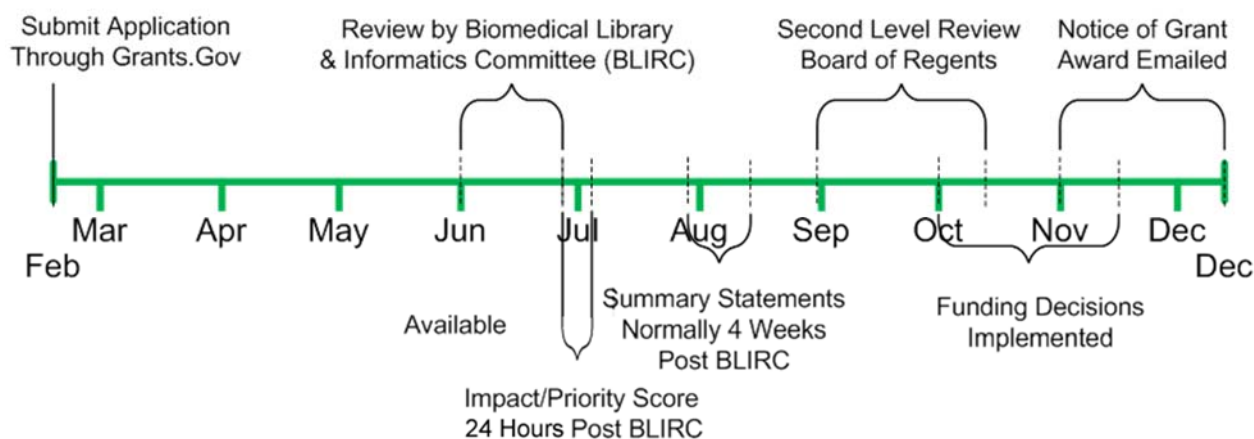 Submit Application
Through Grants.Gov
Review by Biomedical Library
& Informatics Committee (BLIRC)
Second Level Review
Board of Regents
Notice of Grant
Award Emailed
Feb
Mar
Apr
May
Jun
Jul
Aug
Sep
Oct
Nov
Dec
Dec
Available
Impact/Priority Score
24 Hours Post BLIRC
Summary Statements
Normally 4 Weeks
Post BLIRC
Funding Decisions
Implemented